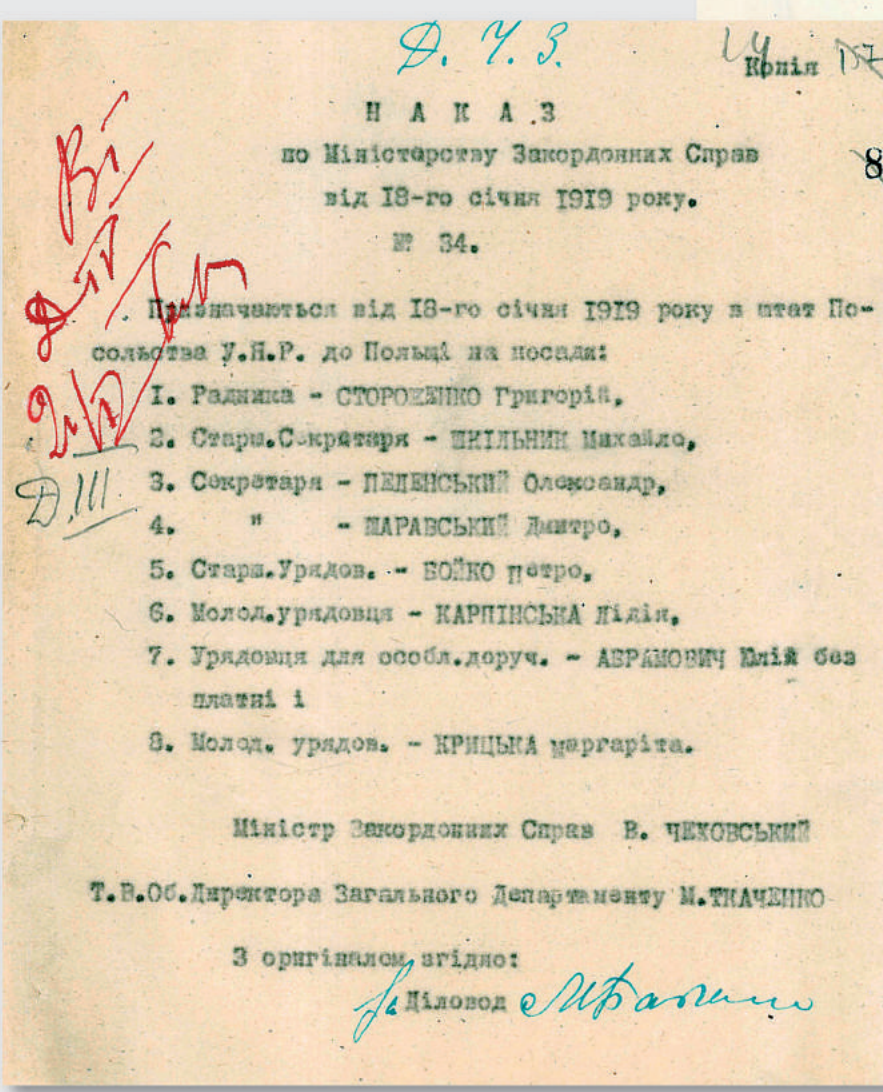 Д. У. З.
Копія
Н А К А З
по Міністерству Закордонних Справ
8
від 18-го січня 1919 року.
№ 34.
Призначаються від 18-го січня 1919 року в штат По-
сольства У.Н.Р. до Польщі на посади:
1. Радника - СТОРОЖЕНКО Григорій,
2. Старш.Секретаря - ШКІЛЬНИК Михайло,
Д.III.
3. Секретаря - ПЕЛЕНСЬКИЙ Олександр,
4. " - ШАРАВСЬКИЙ Дмитро,
5. Старш.Урядов. - БОЙКО Петро,
6. Молод.урядовця - КАРПІНСЬКА Лідія,
7. Урядовця для особл.доруч. - АБРАМОВИЧ Юлій без
платні і
8. Молод. урядов. - КРИЦЬКА маргаріта.
Міністр Закордонних Справ В. ЧЕХОВСЬКИЙ
Т.В.Об.Директора Загального Департаменту М.ТКАЧЕНКО
З оригіналом згідно:
За Діловод